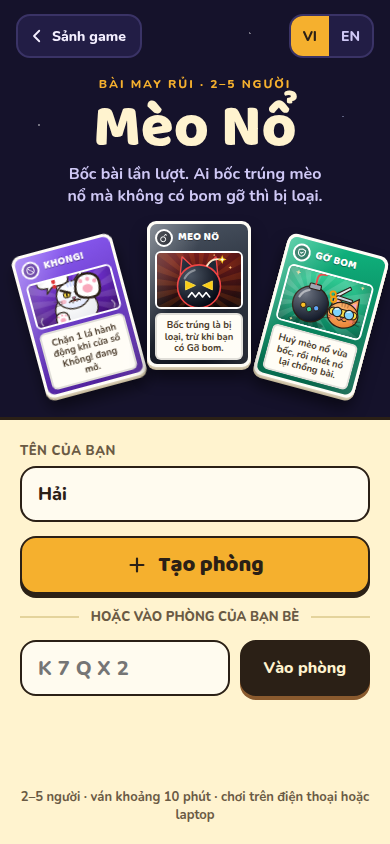 Sảnh game
VI
EN
BÀI MAY RỦI · 2–5 NGƯỜI
Mèo Nổ
Bốc bài lần lượt. Ai bốc trúng mèo
nổ mà không có bom gỡ thì bị loại.
KHONG!
Chặn 1 lá hành
động khi cửa sổ
Không! đang
mở.
MEO NỔ
Bốc trúng là bị
loại, trừ khi bạn
có Gỡ bom.
GỠ BOM
Huỷ mèo nổ vừa
bốc, rồi nhét nó
lại chồng bài.
TÊN CỦA BẠN
Hải
+ Tạo phòng
HOẶC VÀO PHÒNG CỦA BẠN BÈ
K7QX2
Vào phòng
2–5 người · ván khoảng 10 phút · chơi trên điện thoại hoặc
laptop